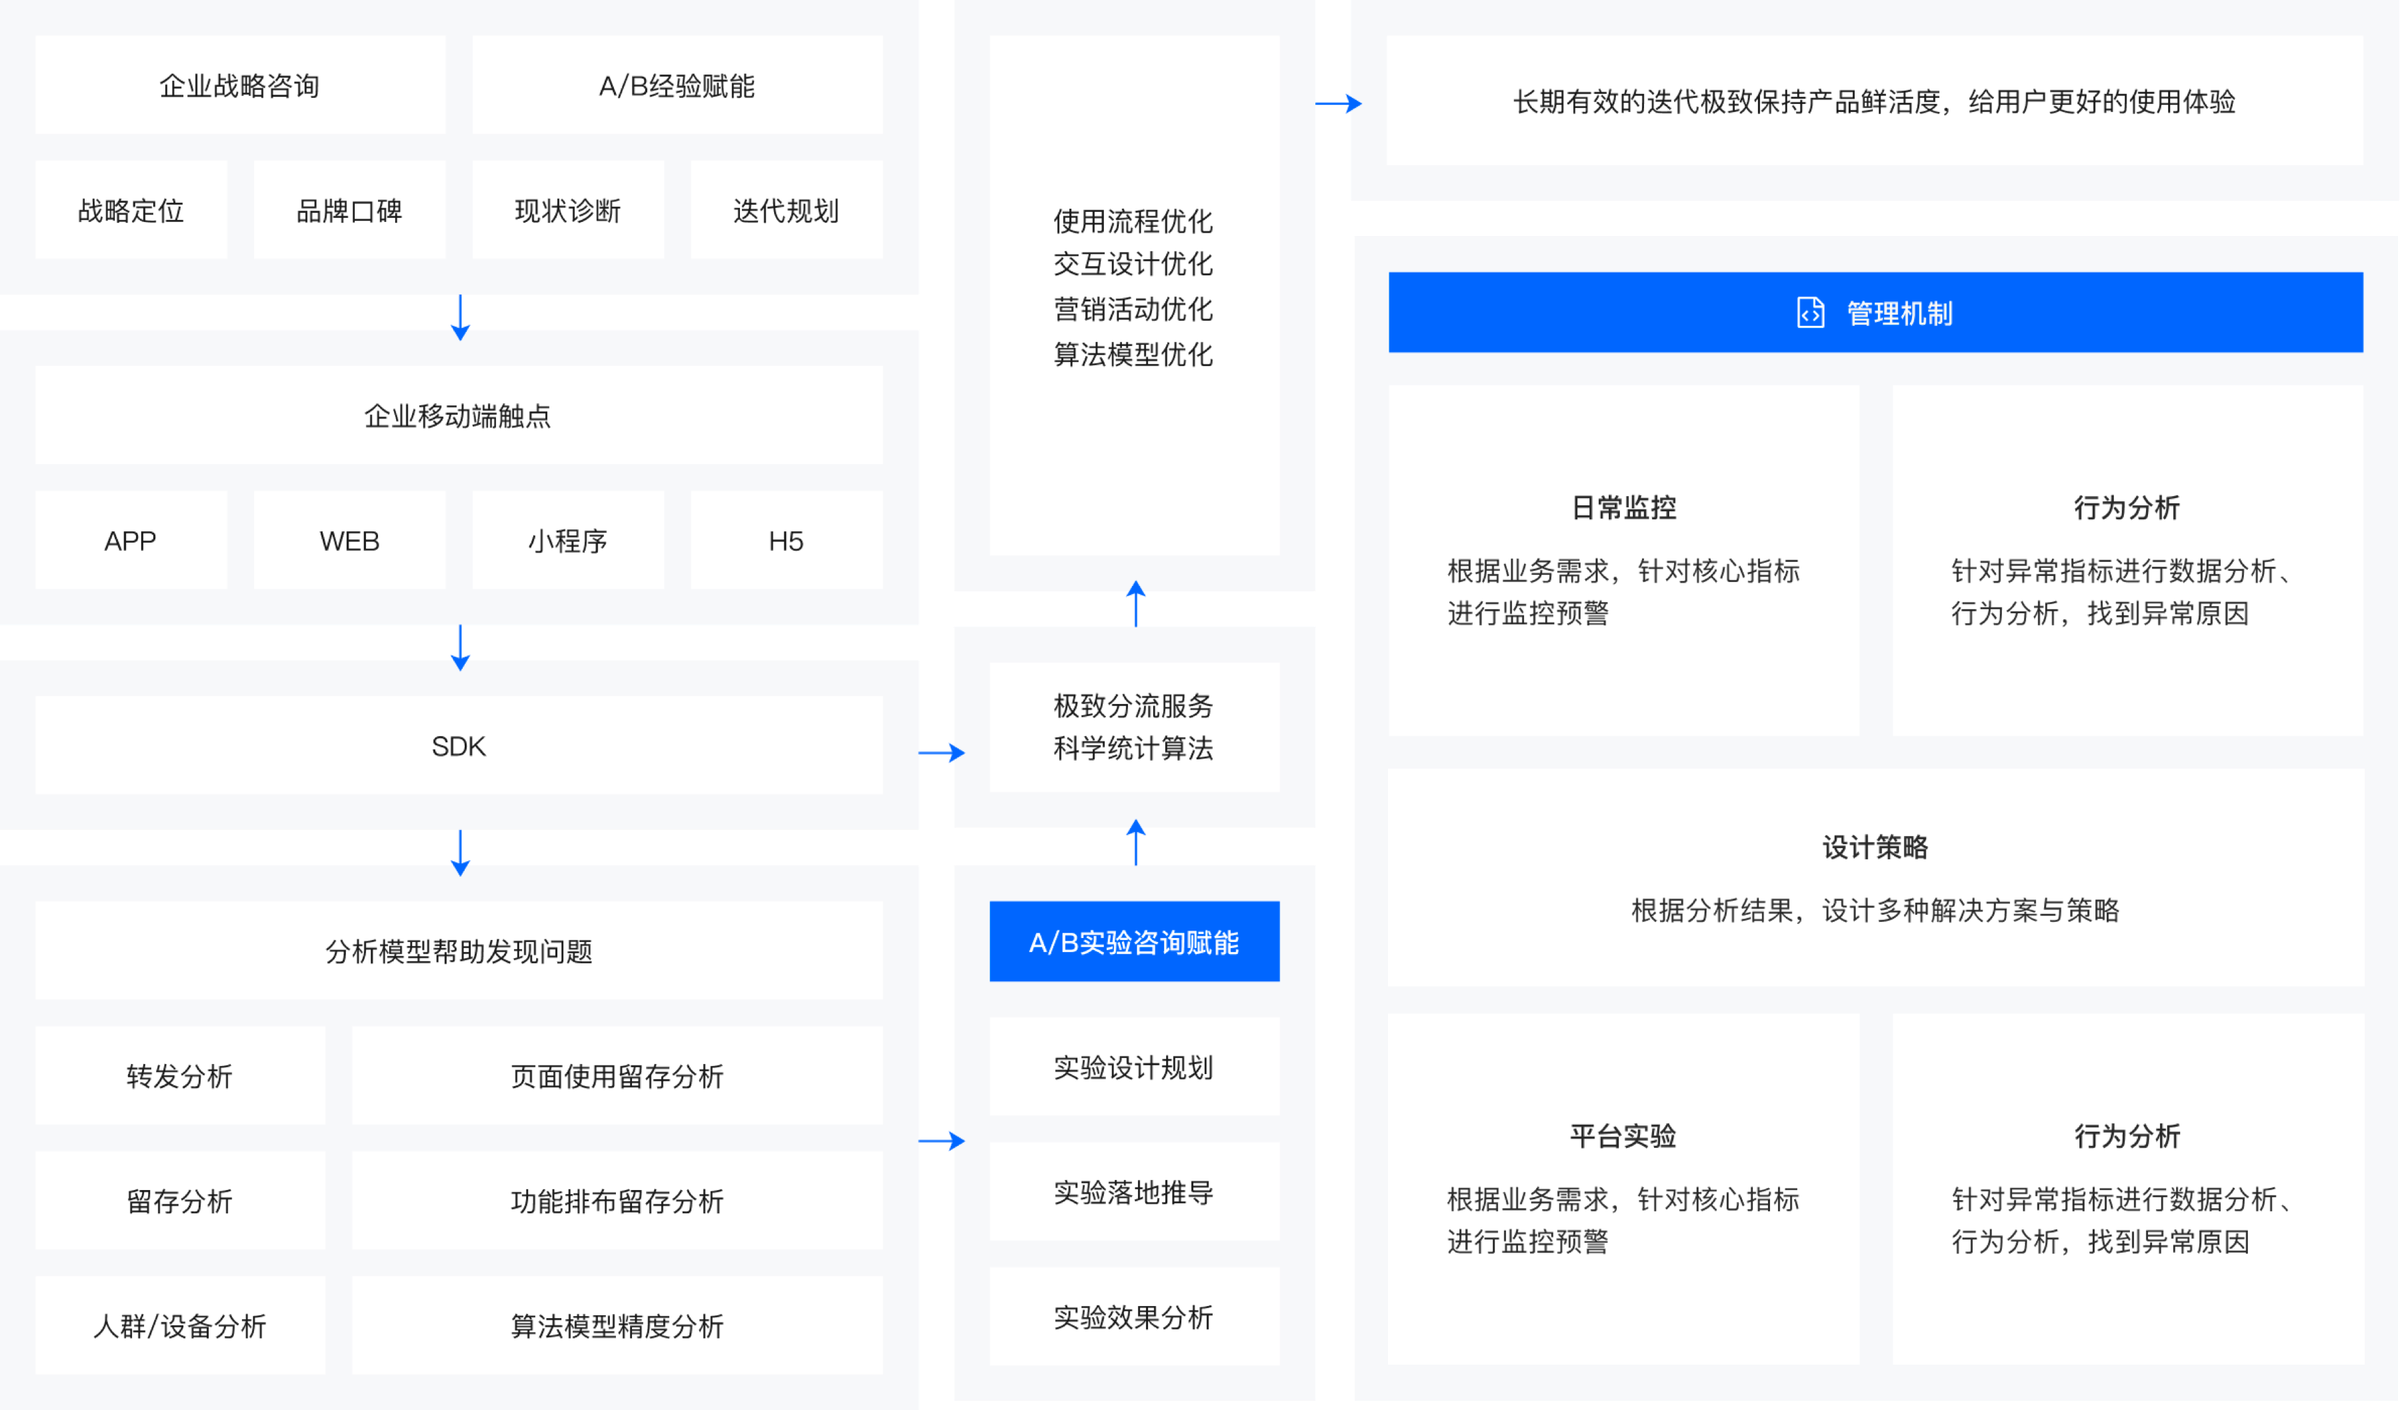 企业战略咨询
A/B经验赋能
战略定位
品牌口碑
现状诊断
迭代规划
企业移动端触点
APP
WEB
小程序
H5
SDK
分析模型帮助发现问题
转发分析
页面使用留存分析
留存分析
功能排布留存分析
人群/设备分析
算法模型精度分析
使用流程优化
交互设计优化
营销活动优化
算法模型优化
极致分流服务
科学统计算法
A/B实验咨询赋能
实验设计规划
实验落地推导
实验效果分析
长期有效的迭代极致保持产品鲜活度，给用户更好的使用体验
管理机制
日常监控
根据业务需求，针对核心指标
进行监控预警
行为分析
针对异常指标进行数据分析、
行为分析，找到异常原因
设计策略
根据分析结果，设计多种解决方案与策略
平台实验
根据业务需求，针对核心指标
进行监控预警
行为分析
针对异常指标进行数据分析、
行为分析，找到异常原因